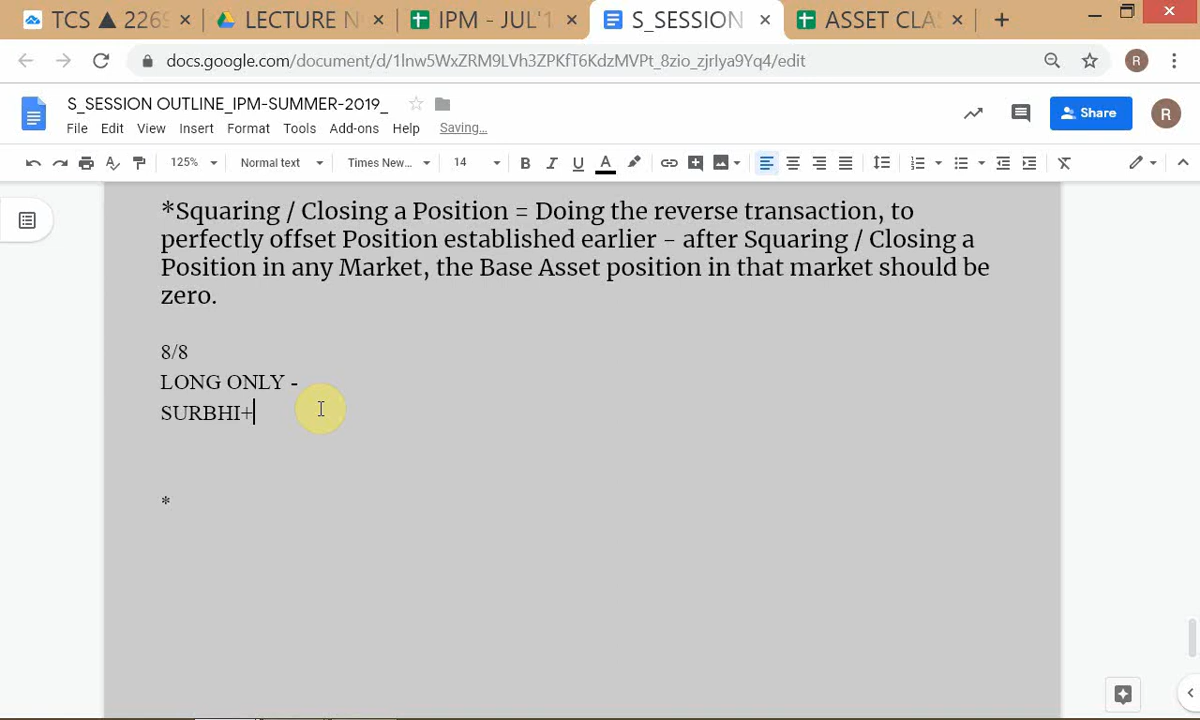 TCS ▲ 226
LECTURE N
IPM - JUL'1
S_SESSION
ASSET CLA
docs.google.com/document/d/1lnw5WxZRM9LVh3ZPKfT6KdzMVPt_8zio_zjrIya9Yq4/edit
R
S_SESSION OUTLINE_IPM-SUMMER-2019_
File Edit View Insert Format Tools Add-ons Help Saving...
Share
R
125% Normal text Times New... 14 B I U A
*Squaring / Closing a Position = Doing the reverse transaction, to
perfectly offset Position established earlier - after Squaring / Closing a
Position in any Market, the Base Asset position in that market should be
zero.
8/8
LONG ONLY -
SURBHI+
*